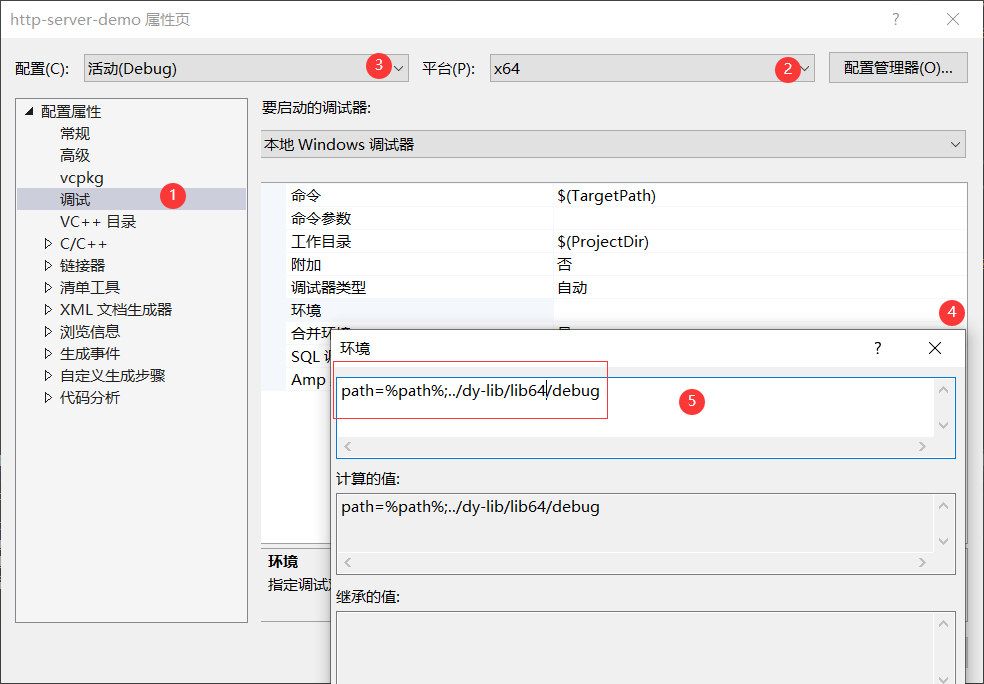 http-server-demo 属性页
配置(C): 活动(Debug) 3 平台(P): x64 2 配置管理器(O)...
配置属性
常规
高级
vcpkg
调试 1
VC++ 目录
C/C++
链接器
清单工具
XML 文档生成器
浏览信息
生成事件
自定义生成步骤
代码分析
要启动的调试器:
本地 Windows 调试器
命令 $(TargetPath)
命令参数
工作目录 $(ProjectDir)
附加 否
调试器类型 自动
环境
4
合并环境
SQL
Amp
环境
指定调试
环境 ?
path=%path%;../dy-lib/lib64/debug
5
计算的值:
path=%path%;../dy-lib/lib64/debug
继承的值: